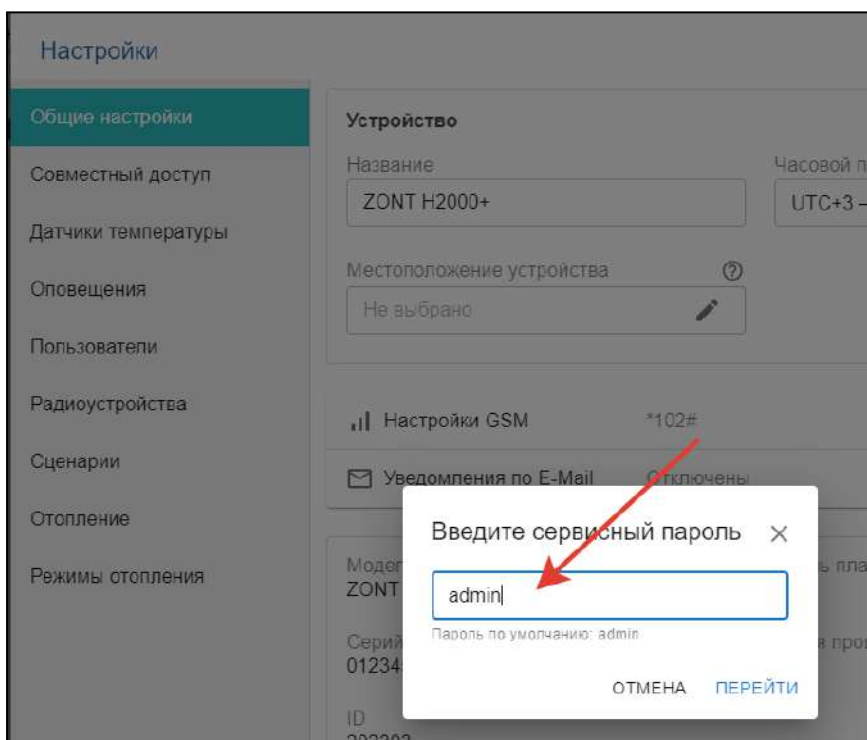 Настройки
Общие настройки
Совместный доступ
Датчики температуры
Оповещения
Пользователи
Радиоустройства
Сценарии
Отопление
Режимы отопления
Устройство
Название
ZONT H2000+
Часовой
UTC+3 –
Местоположение устройства
Не выбрано
Настройки GSM *102#
Уведомления по E-Mail Отключены
Введите сервисный пароль
admin
Пароль по умолчанию: admin
ОТМЕНА ПЕРЕЙТИ
ZONT
01234
ID